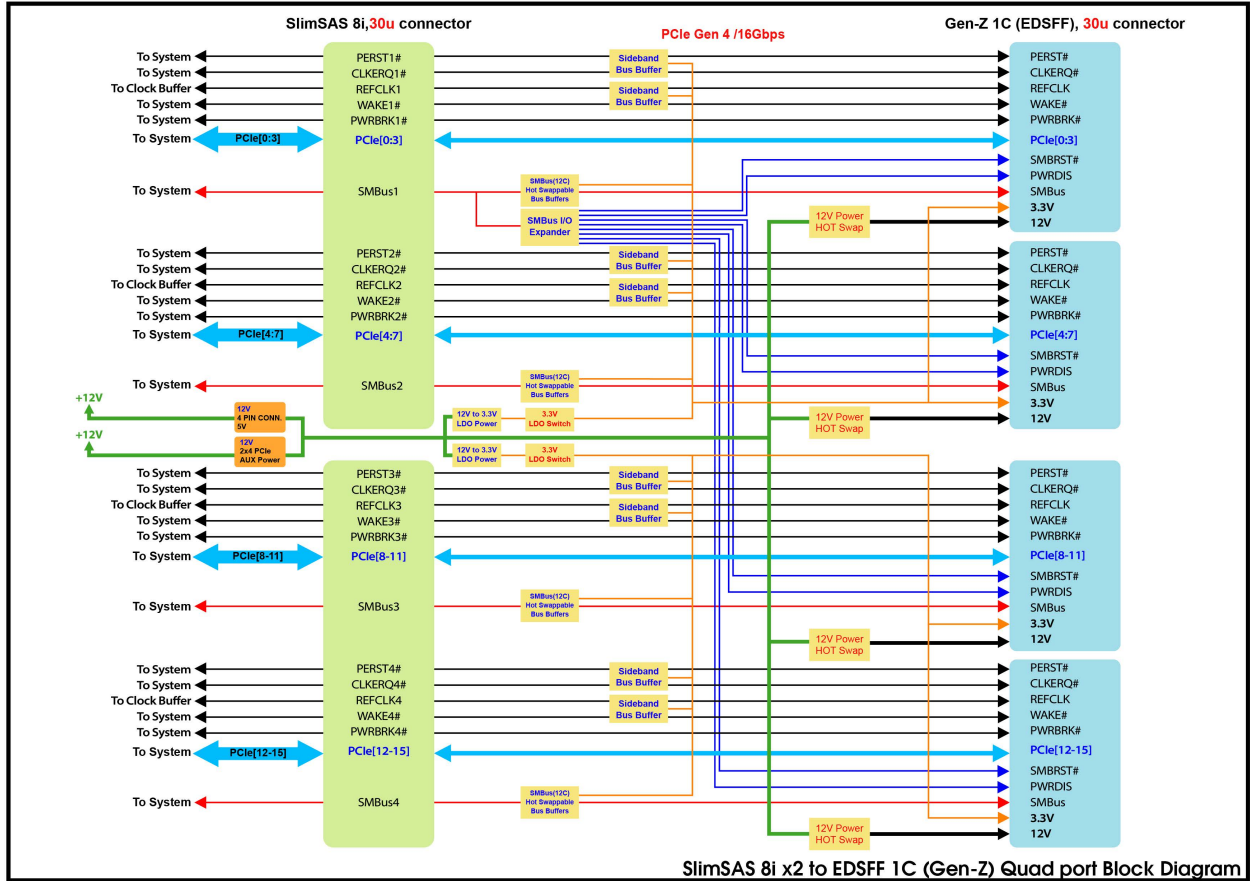 SlimSAS 8i,30u connector
PCIe Gen 4 /16Gbps
Gen-Z 1C (EDSFF), 30u connector
To System
PERST1#
Sideband
Bus Buffer
PERST#
To System
CLKERQ1#
CLKERQ#
To Clock Buffer
REFCLK1
Sideband
Bus Buffer
REFCLK
To System
WAKE1#
WAKE#
To System
PWRBRK1#
PWRBRK#
To System
PCIe[0:3]
PCIe[0:3]
PCIe[0:3]
SMBRST#
PWRDIS
To System
SMBus1
SMBus(12C)
Hot Swappable
Bus Buffers
SMBus
3.3V
SMBus I/O
Expander
12V Power
HOT Swap
12V
To System
PERST2#
Sideband
Bus Buffer
PERST#
To System
CLKERQ2#
CLKERQ#
To Clock Buffer
REFCLK2
Sideband
Bus Buffer
REFCLK
To System
WAKE2#
WAKE#
To System
PWRBRK2#
PWRBRK#
To System
PCIe[4:7]
PCIe[4:7]
PCIe[4:7]
SMBRST#
PWRDIS
To System
SMBus2
SMBus(12C)
Hot Swappable
Bus Buffers
SMBus
3.3V
+12V
12V
4 PIN CONN.
5V
12V to 3.3V
LDO Power
3.3V
LDO Switch
12V Power
HOT Swap
12V
+12V
12V
2x4 PCIe
AUX Power
12V to 3.3V
LDO Power
3.3V
LDO Switch
To System
PERST3#
Sideband
Bus Buffer
PERST#
To System
CLKERQ3#
CLKERQ#
To Clock Buffer
REFCLK3
Sideband
Bus Buffer
REFCLK
To System
WAKE3#
WAKE#
To System
PWRBRK3#
PWRBRK#
To System
PCIe[8-11]
PCIe[8-11]
PCIe[8-11]
SMBRST#
PWRDIS
To System
SMBus3
SMBus(12C)
Hot Swappable
Bus Buffers
SMBus
3.3V
12V Power
HOT Swap
12V
To System
PERST4#
Sideband
Bus Buffer
PERST#
To System
CLKERQ4#
CLKERQ#
To Clock Buffer
REFCLK4
Sideband
Bus Buffer
REFCLK
To System
WAKE4#
WAKE#
To System
PWRBRK4#
PWRBRK#
To System
PCIe[12-15]
PCIe[12-15]
PCIe[12-15]
SMBRST#
PWRDIS
To System
SMBus4
SMBus(12C)
Hot Swappable
Bus Buffers
SMBus
3.3V
12V Power
HOT Swap
12V
SlimSAS 8i x2 to EDSFF 1C (Gen-Z) Quad port Block Diagram